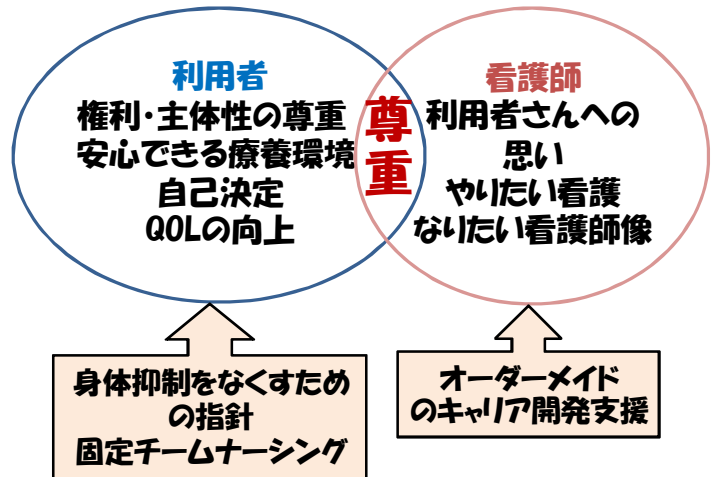 利用者
権利・主体性の尊重
安心できる療養環境
自己決定
QOLの向上
尊重
看護師
利用者さんへの
思い
やりたい看護
なりたい看護師像
身体抑制をなくすため
の指針
固定チームナーシング
オーダーメイド
のキャリア開発支援